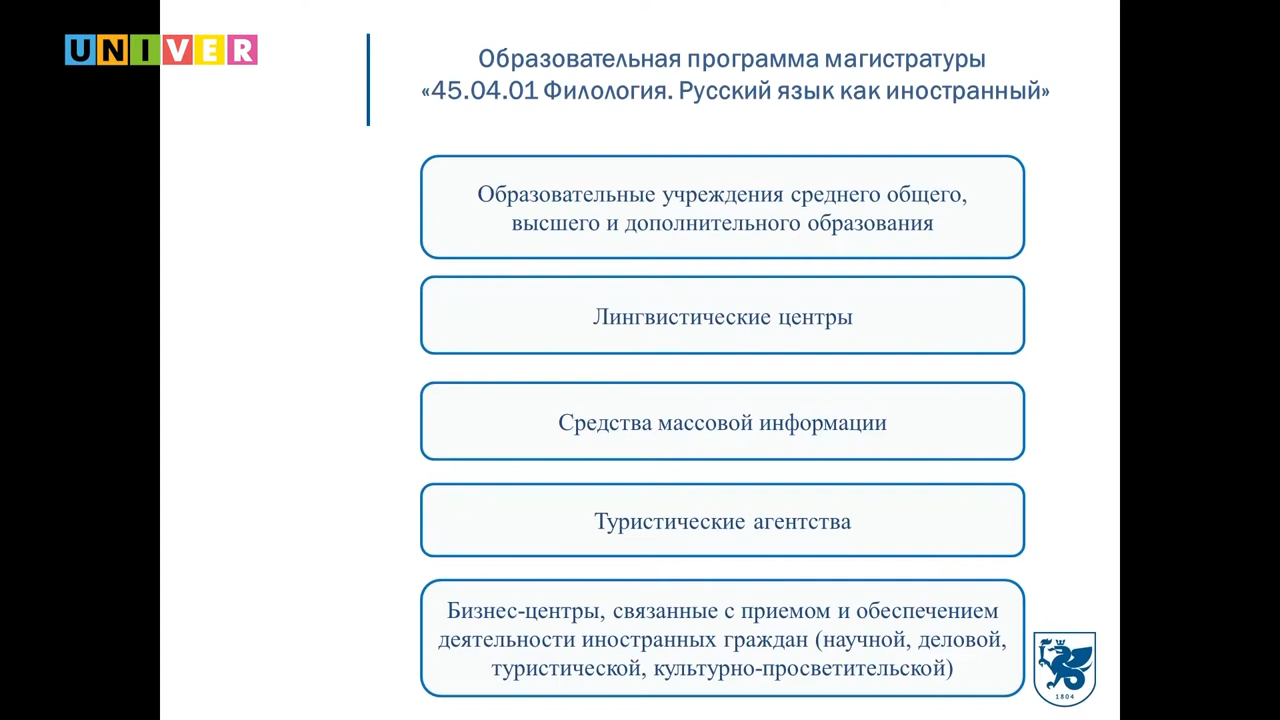 UNIVER
Образовательная программа магистратуры
«45.04.01 Филология. Русский язык как иностранный»
Образовательные учреждения среднего общего,
высшего и дополнительного образования
Лингвистические центры
Средства массовой информации
Туристические агентства
Бизнес-центры, связанные с приемом и обеспечением
деятельности иностранных граждан (научной, деловой,
туристической, культурно-просветительской)
1804